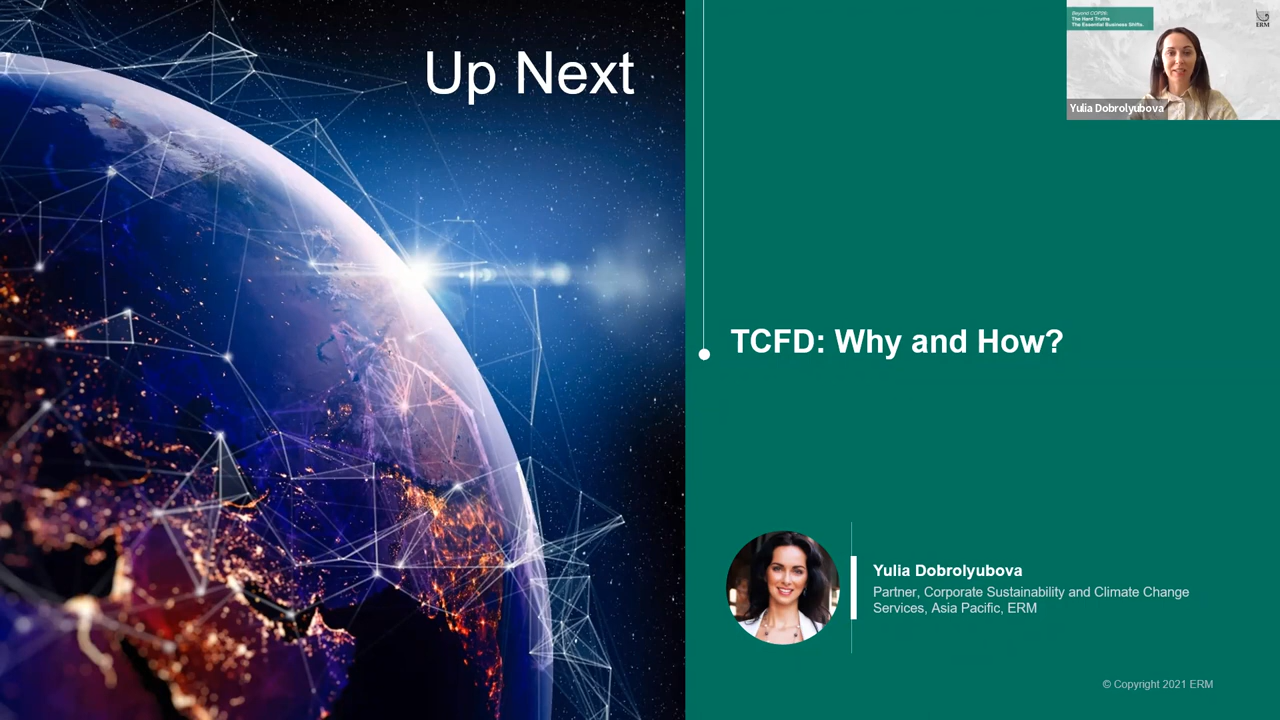 Up Next
Beyond COP26:
The Hard Truths
The Essential Business Shifts.
ERM
Yulia Dobrolyubova
TCFD: Why and How?
Yulia Dobrolyubova
Partner, Corporate Sustainability and Climate Change
Services, Asia Pacific, ERM
© Copyright 2021 ERM